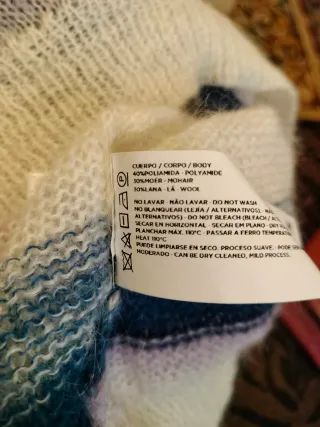 CUERPO / CORPO / BODY
40%POLIAMIDA · POLYAMIDE
30%MOER · MOHAIR
30%LANA · LÃ · WOOL
NO LAVAR · NÃO LAVAR · DO NOT WASH
NO BLANQUEAR (LEJÍA / ALTERNATIVOS) ·
ALTERNATIVOS) · DO NOT BLEACH (BLEACH /
SECAR EN HORIZONTAL · SECAR EM PLANO · DRY
PLANCHAR MÁX. 110ºC · PASSAR A FERRO
HEAT 110ºC
PUEDE LIMPIARSE EN SECO. PROCESO SUAVE · PODE
MODERADO · CAN BE DRY CLEANED, MILD PROCESS.